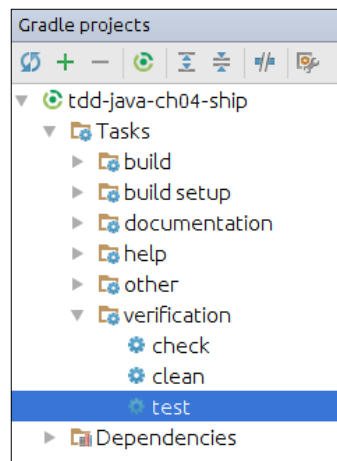 Gradle projects
tdd-java-ch04-ship
Tasks
build
build setup
documentation
help
other
verification
check
clean
test
Dependencies